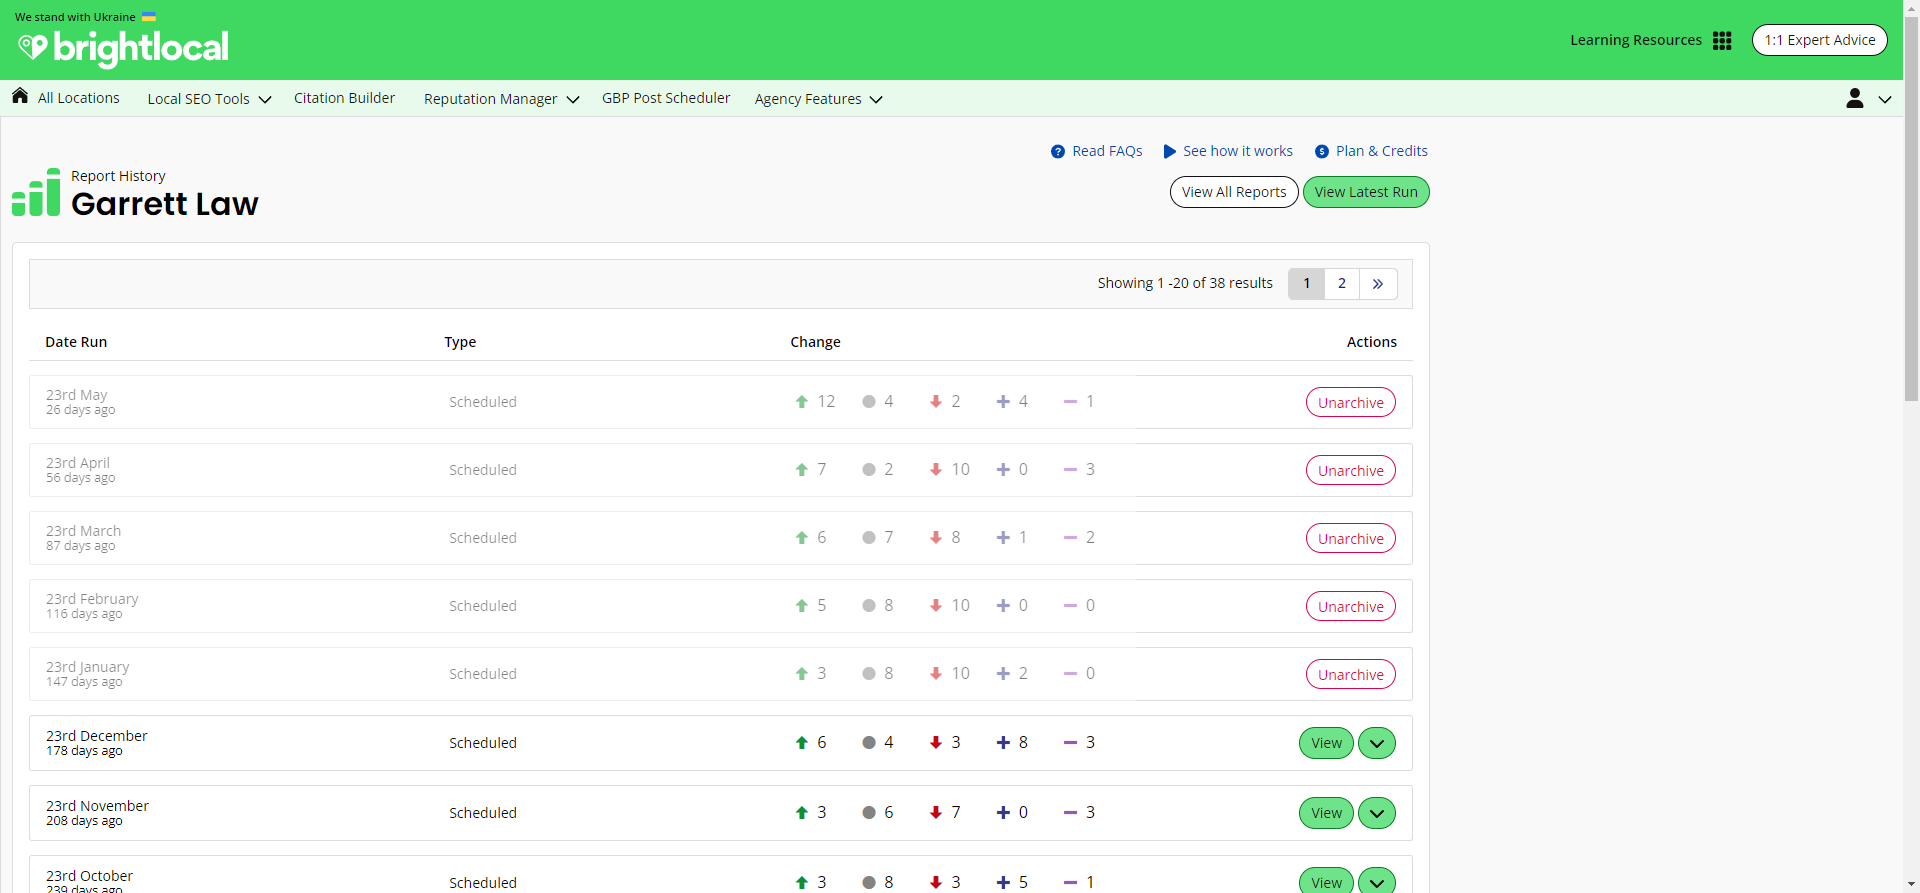 We stand with Ukraine
brightlocal
Learning Resources
1:1 Expert Advice
All Locations Local SEO Tools Citation Builder Reputation Manager GBP Post Scheduler Agency Features
Read FAQs See how it works Plan & Credits
Report History
Garrett Law
View All Reports View Latest Run
Showing 1 -20 of 38 results 1 2 »
Date Run Type Change Actions
23rd May
26 days ago
Scheduled 12 4 2 4 1 Unarchive
23rd April
56 days ago
Scheduled 7 2 10 0 3 Unarchive
23rd March
87 days ago
Scheduled 6 7 8 1 2 Unarchive
23rd February
116 days ago
Scheduled 5 8 10 0 0 Unarchive
23rd January
147 days ago
Scheduled 3 8 10 2 0 Unarchive
23rd December
178 days ago
Scheduled 6 4 3 8 3 View
23rd November
208 days ago
Scheduled 3 6 7 0 3 View
23rd October
239 days ago
Scheduled 3 8 3 5 1 View